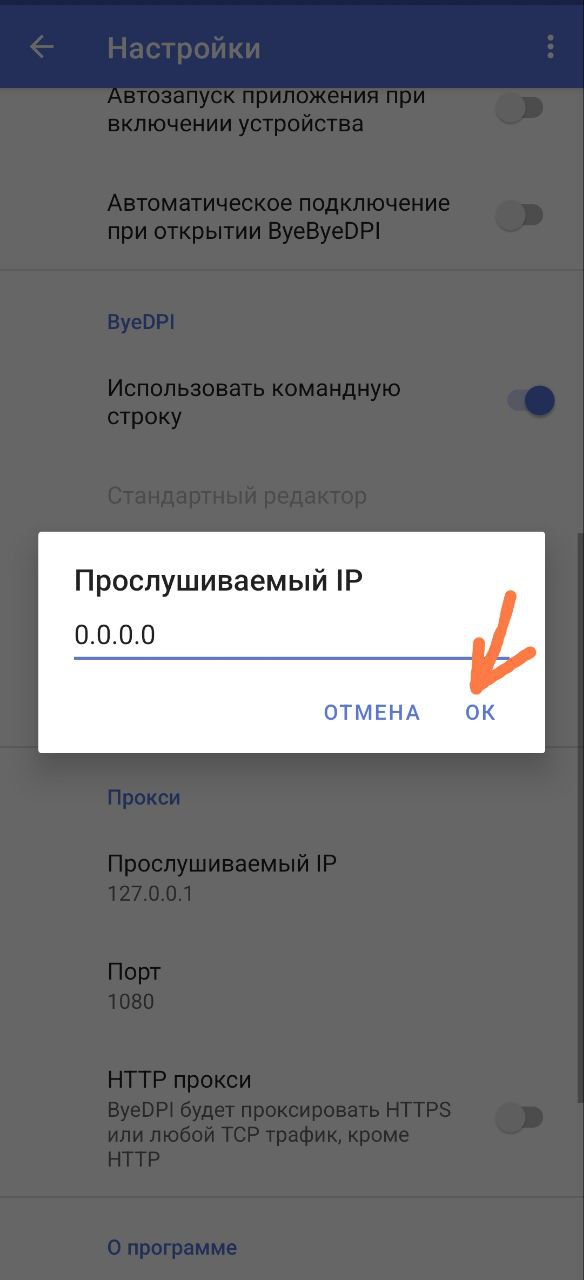 Настройки
Автозапуск приложения при
включении устройства
Автоматическое подключение
при открытии ByeByeDPI
ByeDPI
Использовать командную
строку
Стандартный редактор
Прослушиваемый IP
0.0.0.0
ОТМЕНА
ОК
Прокси
Прослушиваемый IP
127.0.0.1
Порт
1080
HTTP прокси
ByeDPI будет проксировать HTTPS
или любой TCP трафик, кроме
HTTP
О программе